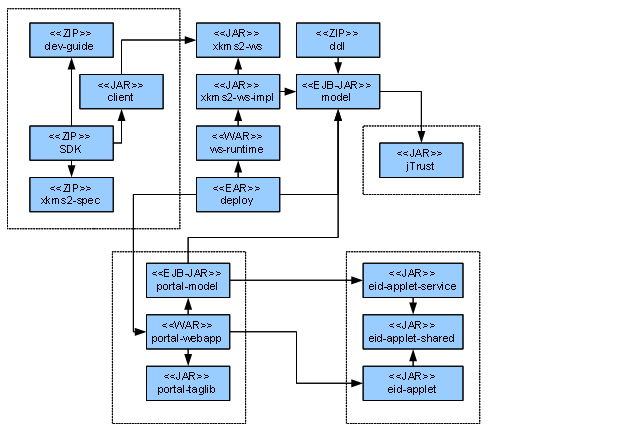 <<ZIP>>
dev-guide
<<JAR>>
xkms2-ws
<<ZIP>>
ddl
<<JAR>>
client
<<JAR>>
xkms2-ws-impl
<<EJB-JAR>>
model
<<ZIP>>
SDK
<<WAR>>
ws-runtime
<<JAR>>
jTrust
<<ZIP>>
xkms2-spec
<<EAR>>
deploy
<<EJB-JAR>>
portal-model
<<JAR>>
eid-applet-service
<<WAR>>
portal-webapp
<<JAR>>
eid-applet-shared
<<JAR>>
portal-taglib
<<JAR>>
eid-applet